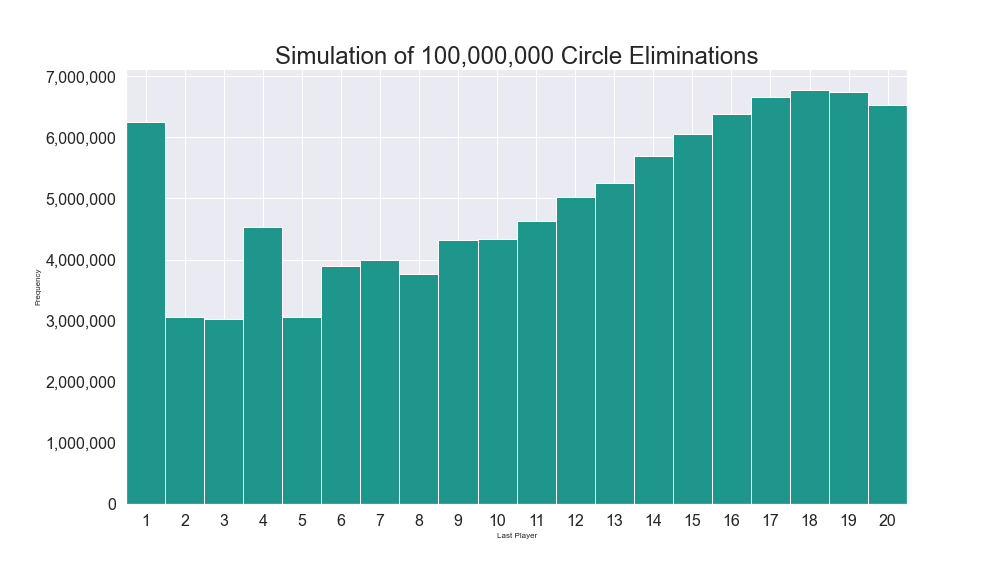 Simulation of 100,000,000 Circle Eliminations
7,000,000
6,000,000
5,000,000
4,000,000
3,000,000
2,000,000
1,000,000
0
Frequency
1 2 3 4 5 6 7 8 9 10 11 12 13 14 15 16 17 18 19 20
Last Player